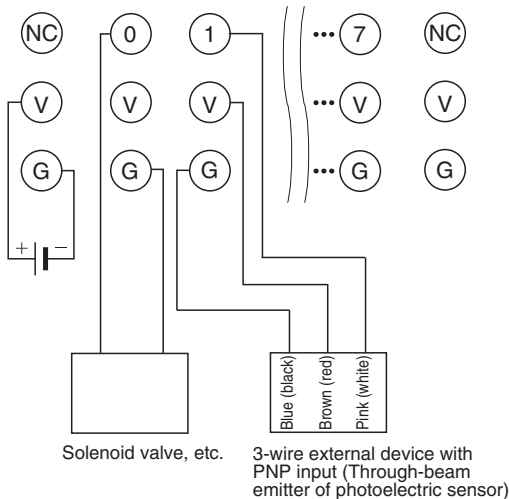 NC 0 1 ••• 7 NC
V V V ••• V V
G G G ••• G G
+ −
Blue (black)
Brown (red)
Pink (white)
Solenoid valve, etc.
3-wire external device with
PNP input (Through-beam
emitter of photoelectric sensor)